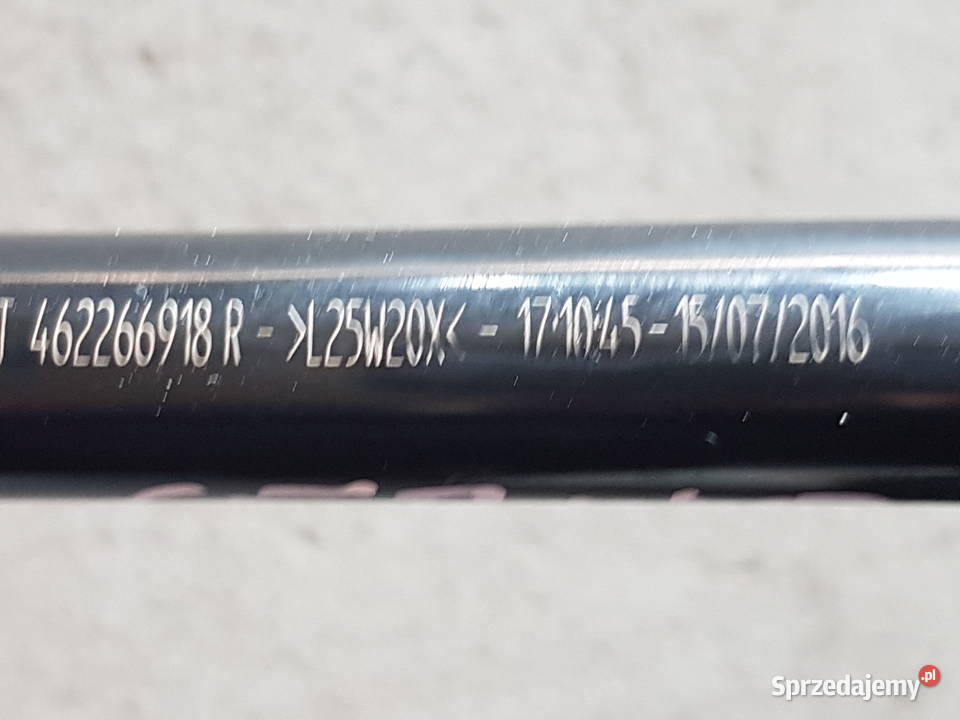 462266918 R - >L25W20X< - 17:10:45 - 15/07/2016
Sprzedajemy.pl